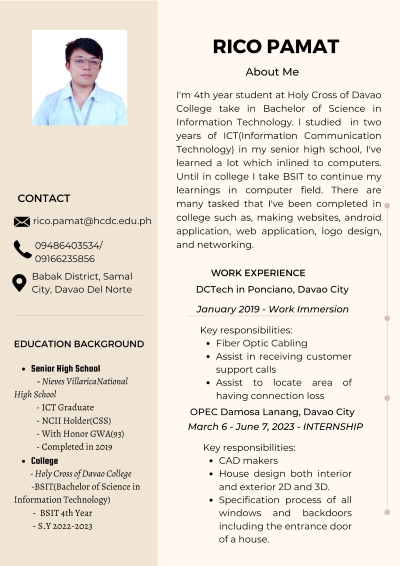 RICO PAMAT
About Me
I'm 4th year student at Holy Cross of Davao
College take in Bachelor of Science in
Information Technology. I studied in two
years of ICT(Information Communication
Technology) in my senior high school, I've
learned a lot which inlined to computers.
Until in college I take BSIT to continue my
learnings in computer field. There are
many tasked that I've been completed in
college such as, making websites, android
application, web application, logo design,
and networking.
CONTACT
rico.pamat@hcdc.edu.ph
09486403534/
09166235856
Babak District, Samal
City, Davao Del Norte
EDUCATION BACKGROUND
• Senior High School
- Nieves VillaricaNational
High School
- ICT Graduate
- NCII Holder(CSS)
- With Honor GWA(93)
- Completed in 2019
• College
- Holy Cross of Davao College
-BSIT(Bachelor of Science in
Information Technology)
- BSIT 4th Year
- S.Y 2022-2023
WORK EXPERIENCE
DCTech in Ponciano, Davao City
January 2019 - Work Immersion
Key responsibilities:
• Fiber Optic Cabling
• Assist in receiving customer
support calls
• Assist to locate area of
having connection loss
OPEC Damosa Lanang, Davao City
March 6 - June 7, 2023 - INTERNSHIP
Key responsibilities:
• CAD makers
• House design both interior
and exterior 2D and 3D.
• Specification process of all
windows and backdoors
including the entrance door
of a house.